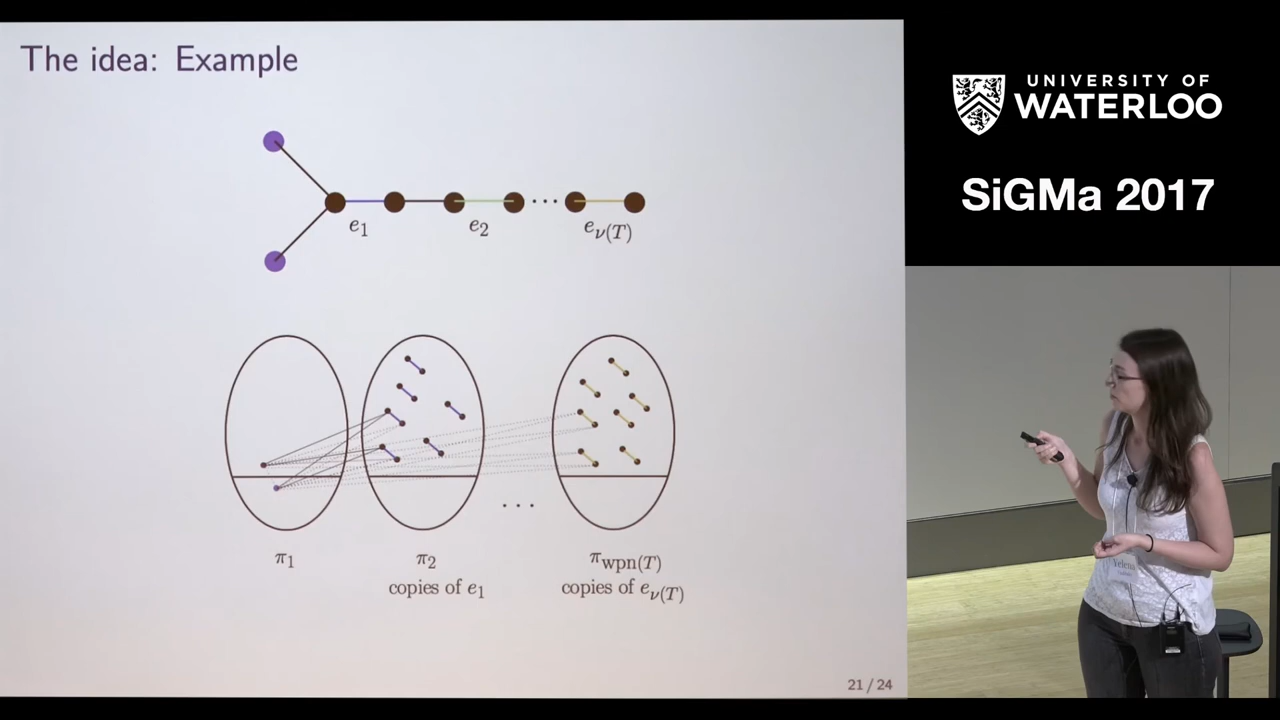 The idea: Example
e₁
e₂
···
e_ν(T)
π₁
π₂
copies of e₁
···
π_wpn(T)
copies of e_ν(T)
21 / 24
UNIVERSITY OF
WATERLOO
SiGMa 2017
Yelena